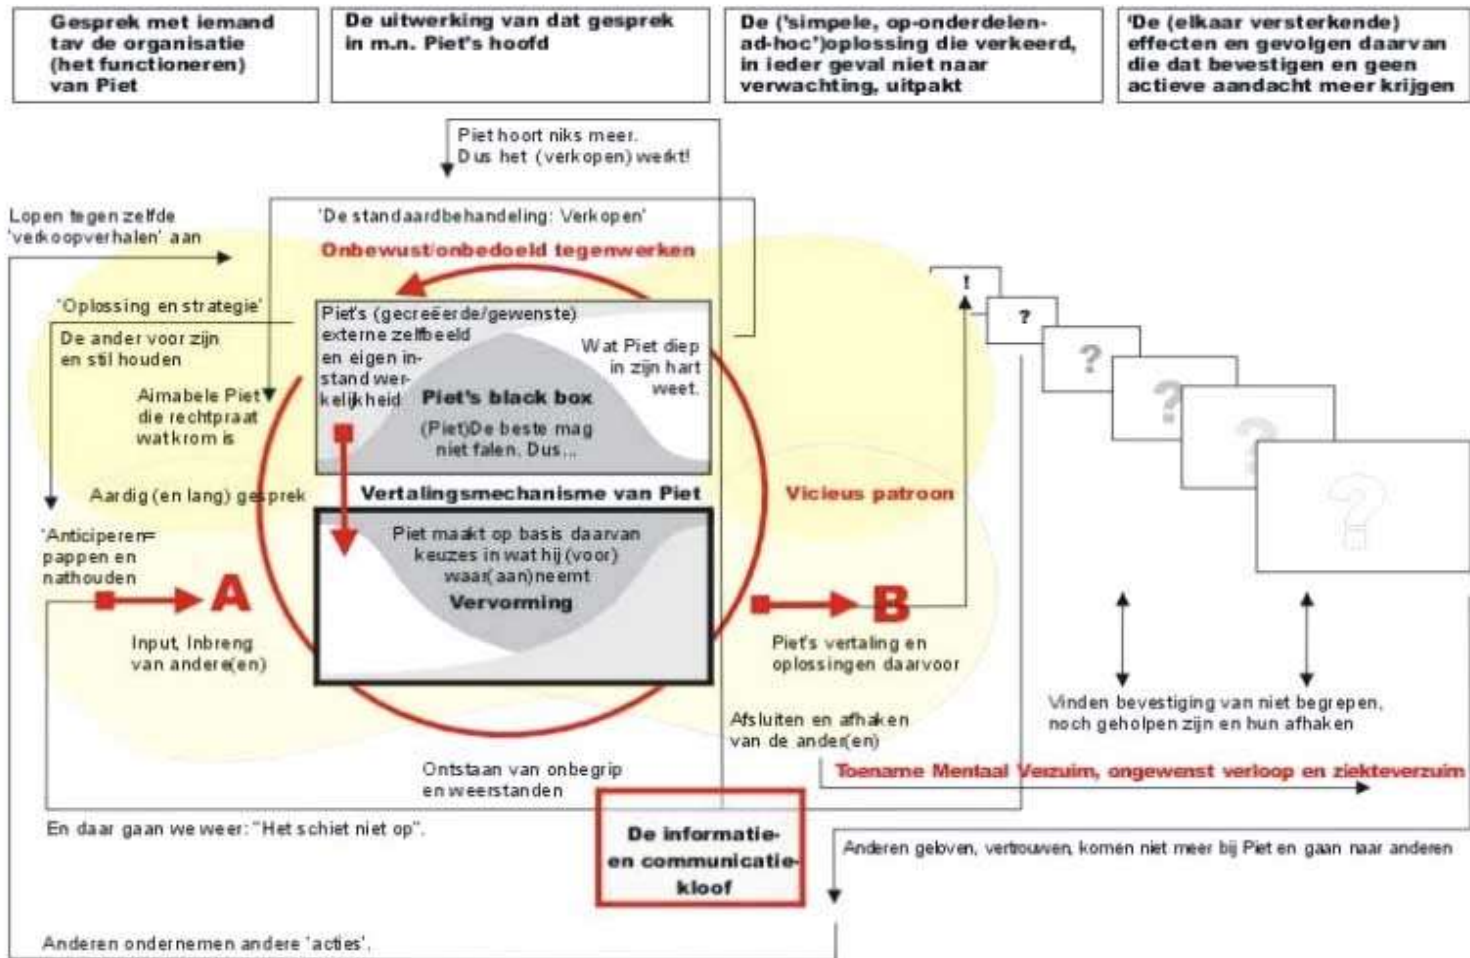 Gesprek met iemand
tav de organisatie
(het functioneren)
van Piet
De uitwerking van dat gesprek
in m.n. Piet's hoofd
De ('simpele, op-onderdelen-
ad-hoc')oplossing die verkeerd,
in ieder geval niet naar
verwachting, uitpakt
'De (elkaar versterkende)
effecten en gevolgen daarvan
die dat bevestigen en geen
actieve aandacht meer krijgen
Piet hoort niks meer.
Dus het (verkopen) werkt!
Lopen tegen zelfde
'verkoopverhalen' aan
'De standaardbehandeling: Verkopen'
Onbewust/onbedoeld tegenwerken
'Oplossing en strategie'
De ander voor zijn
en stil houden
Aimabele Piet
die rechtpraat
wat krom is
Aardig (en lang) gesprek
'Anticiperen=
pappen en
nathouden
A
Input, Inbreng
van andere(en)
Piet's (gecreëerde/gewenste)
externe zelfbeeld
en eigen in-
stand wer-
kelijkheid
Wat Piet diep
in zijn hart
weet.
Piet's black box
(Piet)De beste mag
niet falen. Dus...
Vertalingsmechanisme van Piet
Piet maakt op basis daarvan
keuzes in wat hij (voor)
waar(aan)neemt
Vervorming
Vicieus patroon
B
Piet's vertaling en
oplossingen daarvoor
!
?
?
?
?
?
Vinden bevestiging van niet begrepen,
noch geholpen zijn en hun afhaken
Afsluiten en afhaken
van de ander(en)
Toename Mentaal Verzuim, ongewenst verloop en ziekteverzuim
Ontstaan van onbegrip
en weerstanden
En daar gaan we weer: "Het schiet niet op".
De informatie-
en communicatie-
kloof
Anderen geloven, vertrouwen, komen niet meer bij Piet en gaan naar anderen
Anderen ondernemen andere 'acties'.